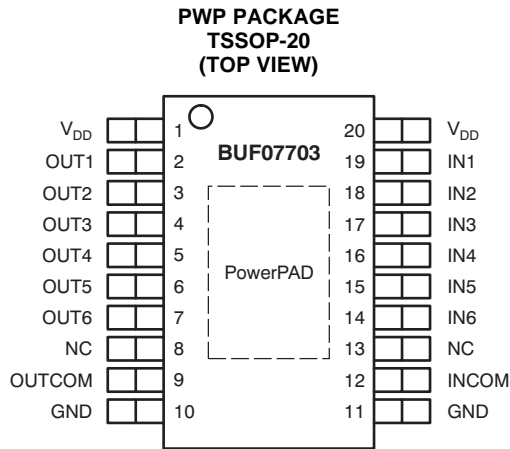 PWP PACKAGE
TSSOP-20
(TOP VIEW)
VDD 1 20 VDD
OUT1 2 BUF07703 19 IN1
OUT2 3 18 IN2
OUT3 4 17 IN3
OUT4 5 16 IN4
OUT5 6 PowerPAD 15 IN5
OUT6 7 14 IN6
NC 8 13 NC
OUTCOM 9 12 INCOM
GND 10 11 GND